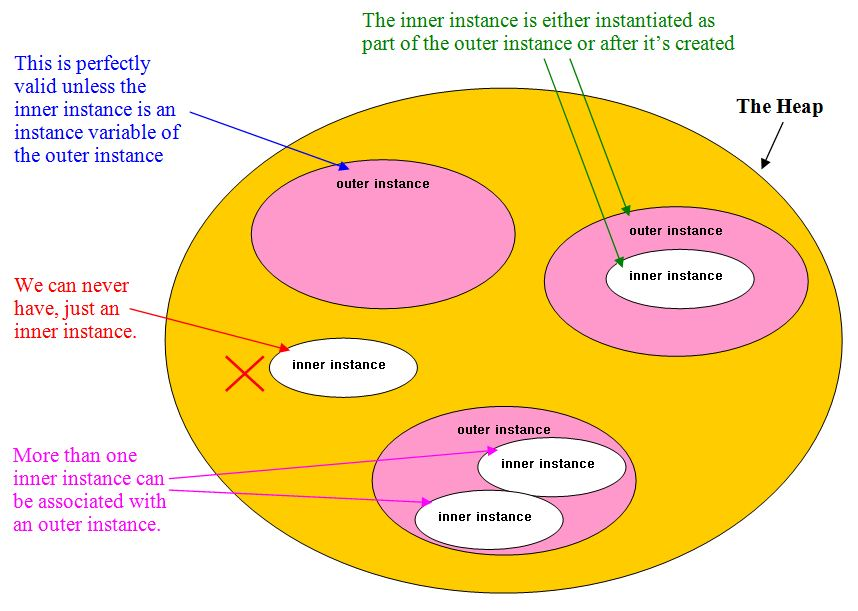 The inner instance is either instantiated as
part of the outer instance or after it’s created
This is perfectly
valid unless the
inner instance is an
instance variable of
the outer instance
The Heap
outer instance
outer instance
inner instance
We can never
have, just an
inner instance.
inner instance
outer instance
inner instance
inner instance
More than one
inner instance can
be associated with
an outer instance.